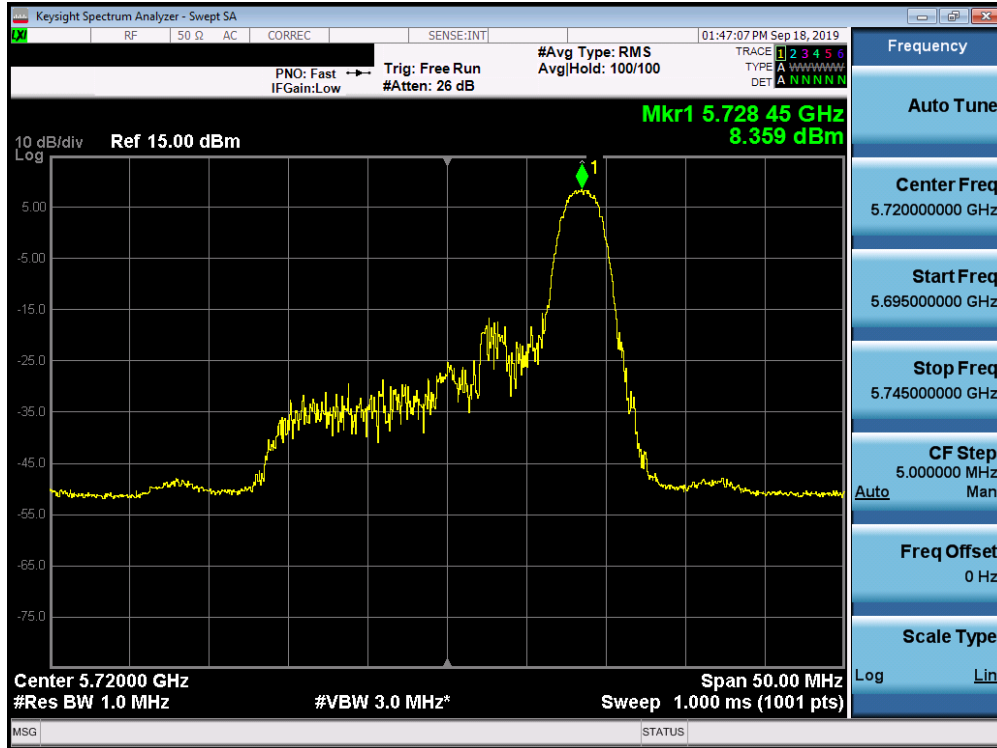 Keysight Spectrum Analyzer - Swept SA
LXI RF 50 Ω AC CORREC SENSE:INT 01:47:07 PM Sep 18, 2019
PNO: Fast Trig: Free Run #Avg Type: RMS TRACE 1 2 3 4 5 6
IFGain:Low #Atten: 26 dB Avg|Hold: 100/100 TYPE A WWWWW
DET A N N N N N
Mkr1 5.728 45 GHz
8.359 dBm
10 dB/div Ref 15.00 dBm
Log
1
5.00
-5.00
-15.0
-25.0
-35.0
-45.0
-55.0
-65.0
-75.0
Center 5.72000 GHz Span 50.00 MHz
#Res BW 1.0 MHz #VBW 3.0 MHz* Sweep 1.000 ms (1001 pts)
MSG STATUS
Frequency
Auto Tune
Center Freq
5.720000000 GHz
Start Freq
5.695000000 GHz
Stop Freq
5.745000000 GHz
CF Step
5.000000 MHz
Auto Man
Freq Offset
0 Hz
Scale Type
Log Lin